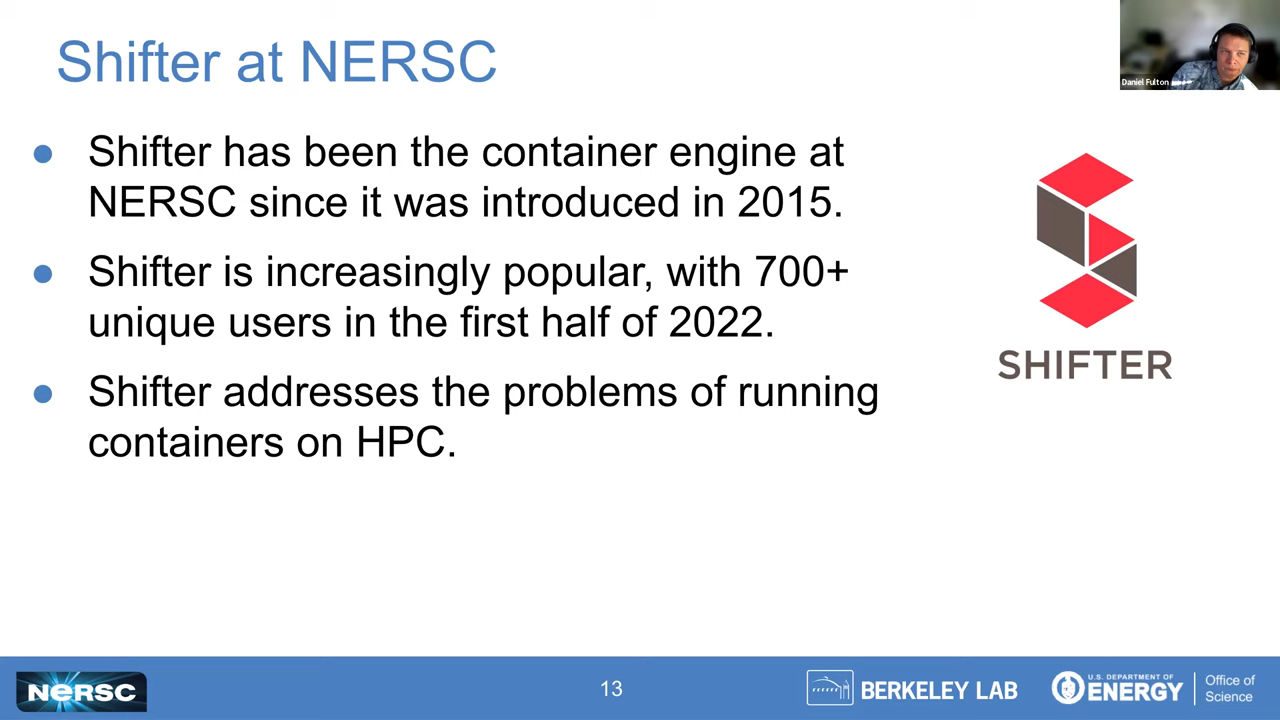 Shifter at NERSC
Daniel Fulton
● Shifter has been the container engine at
NERSC since it was introduced in 2015.
● Shifter is increasingly popular, with 700+
unique users in the first half of 2022.
● Shifter addresses the problems of running
containers on HPC.
SHIFTER
NERSC
13
BERKELEY LAB
U.S. DEPARTMENT OF
ENERGY
Office of
Science